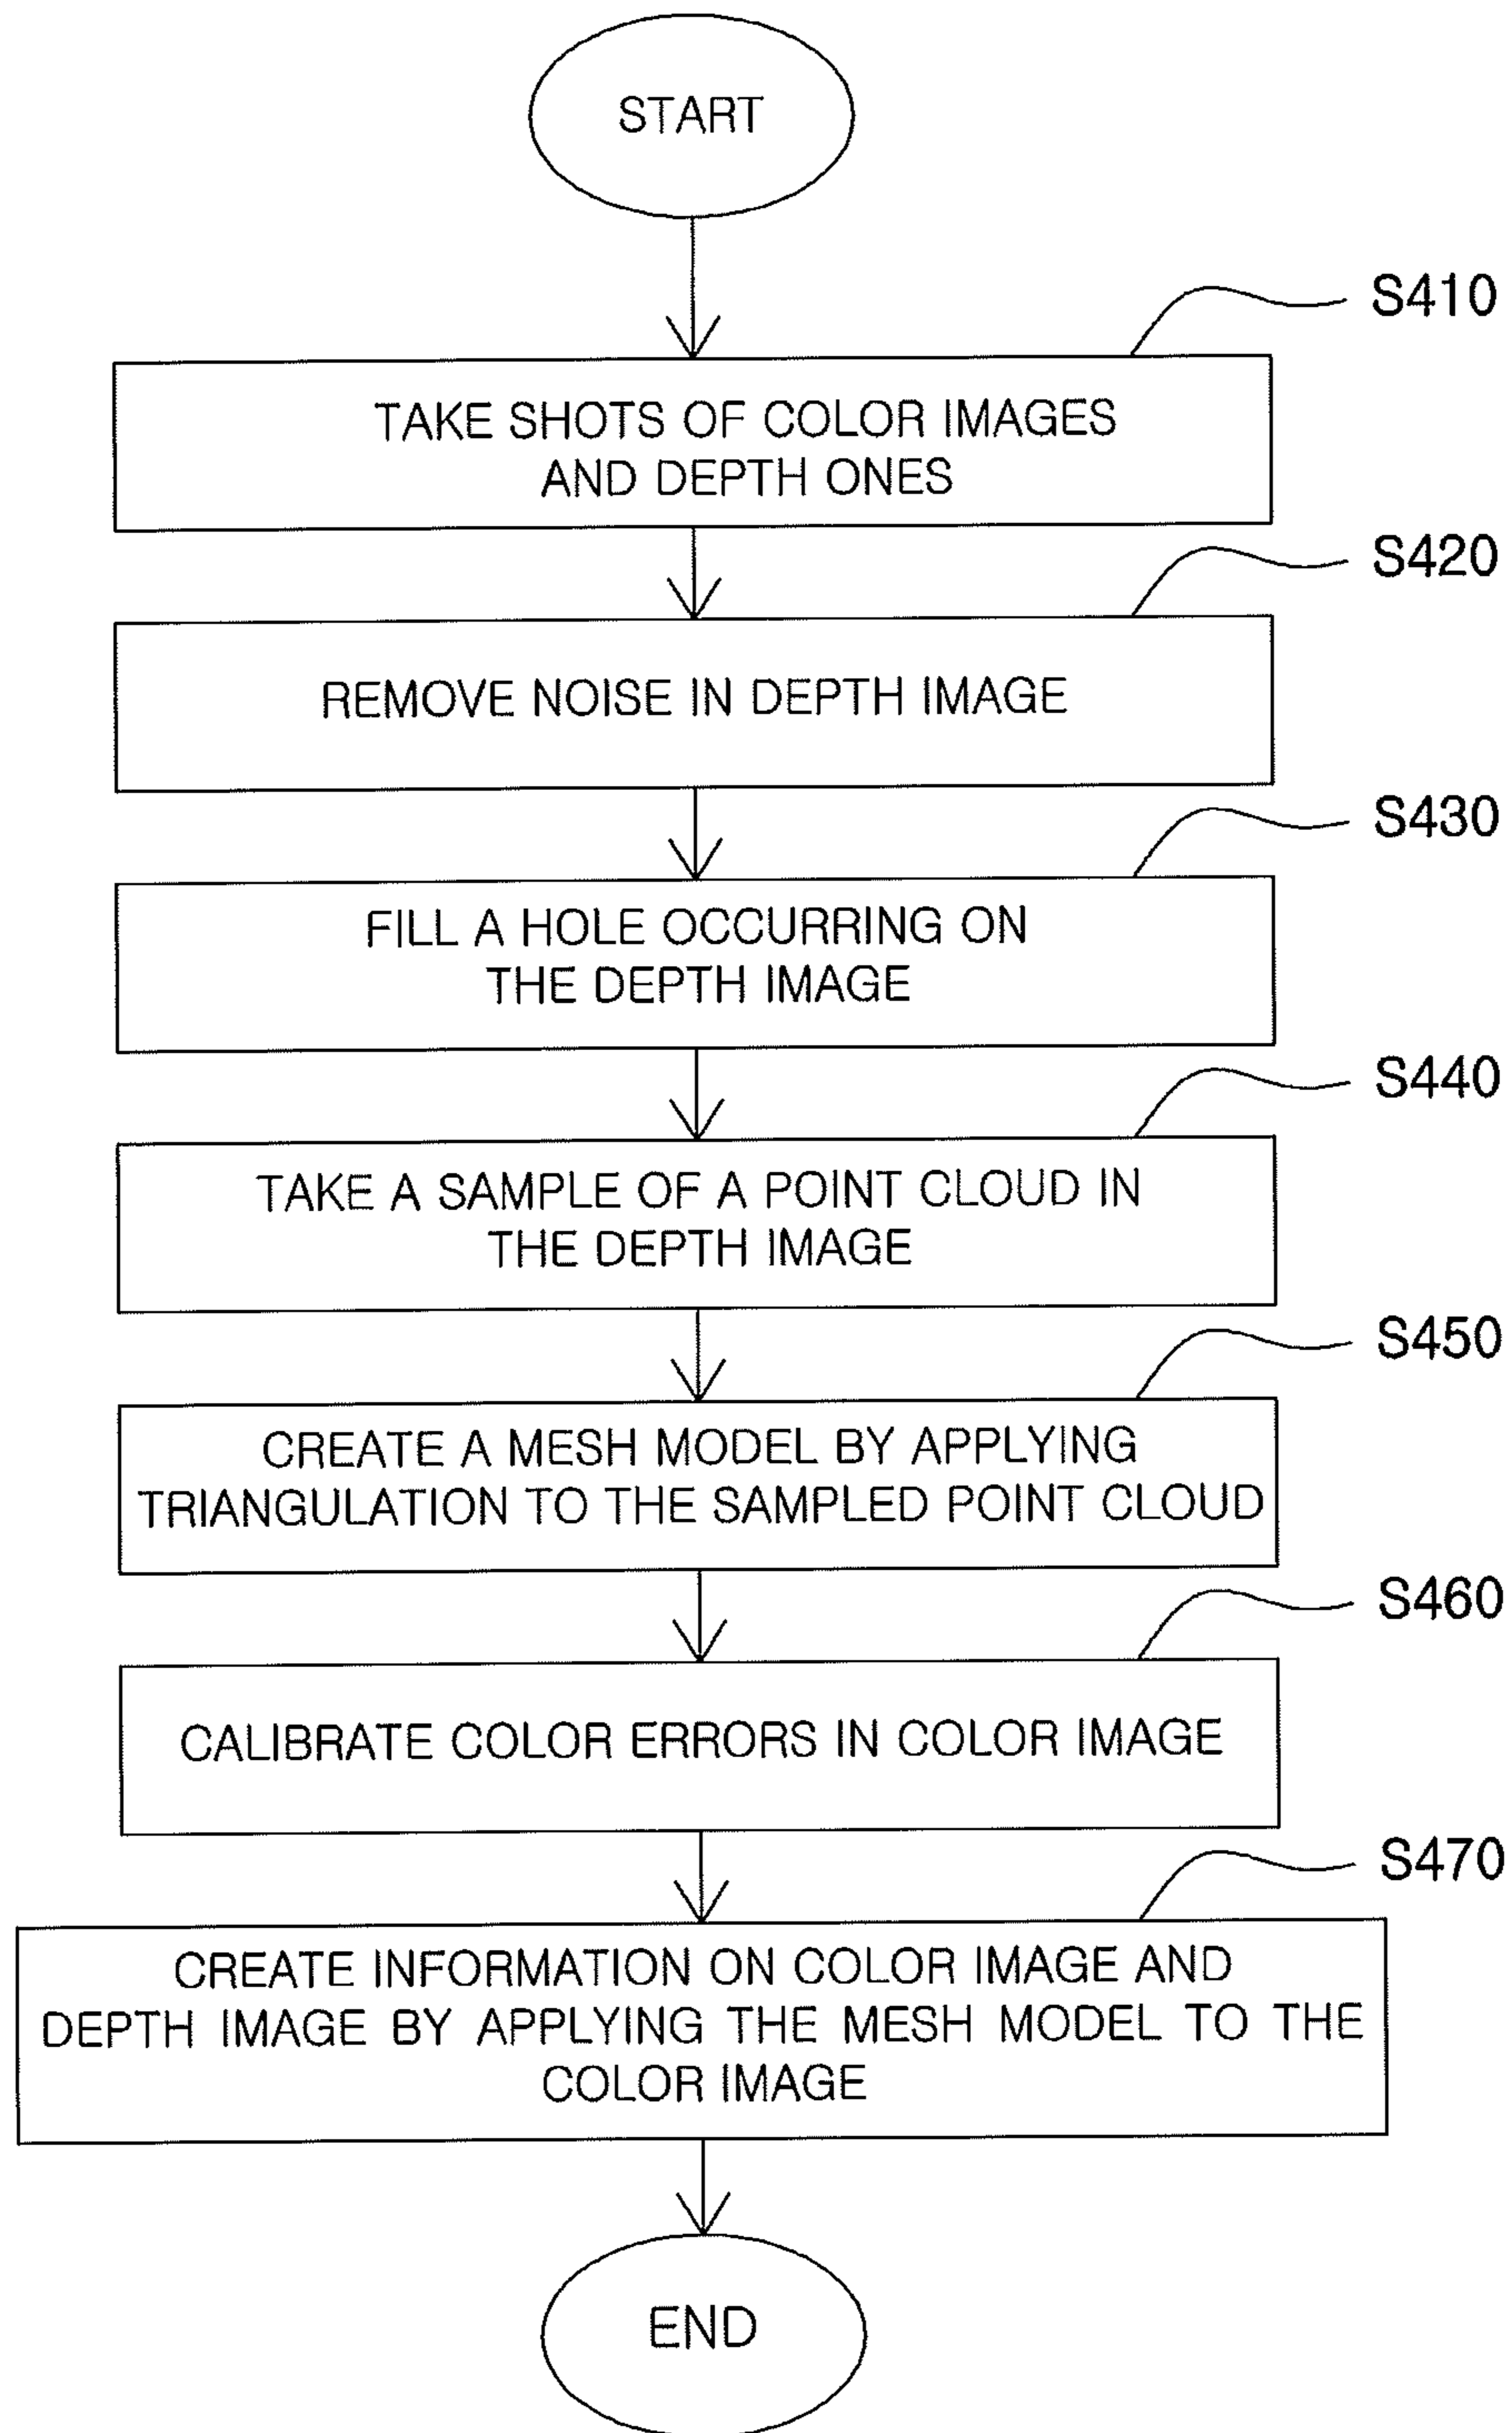 START
S410
TAKE SHOTS OF COLOR IMAGES
AND DEPTH ONES
S420
REMOVE NOISE IN DEPTH IMAGE
S430
FILL A HOLE OCCURRING ON
THE DEPTH IMAGE
S440
TAKE A SAMPLE OF A POINT CLOUD IN
THE DEPTH IMAGE
S450
CREATE A MESH MODEL BY APPLYING
TRIANGULATION TO THE SAMPLED POINT CLOUD
S460
CALIBRATE COLOR ERRORS IN COLOR IMAGE
S470
CREATE INFORMATION ON COLOR IMAGE AND
DEPTH IMAGE BY APPLYING THE MESH MODEL TO THE
COLOR IMAGE
END